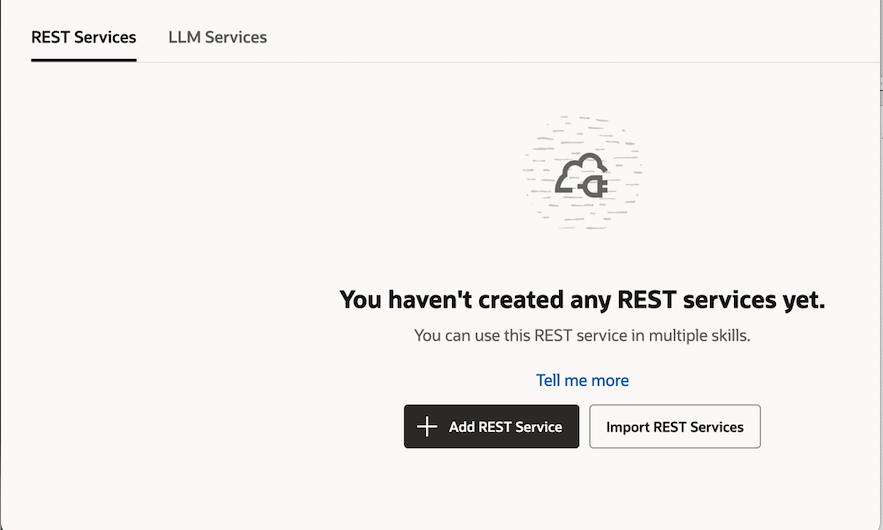 REST Services LLM Services
You haven't created any REST services yet.
You can use this REST service in multiple skills.
Tell me more
Add REST Service Import REST Services